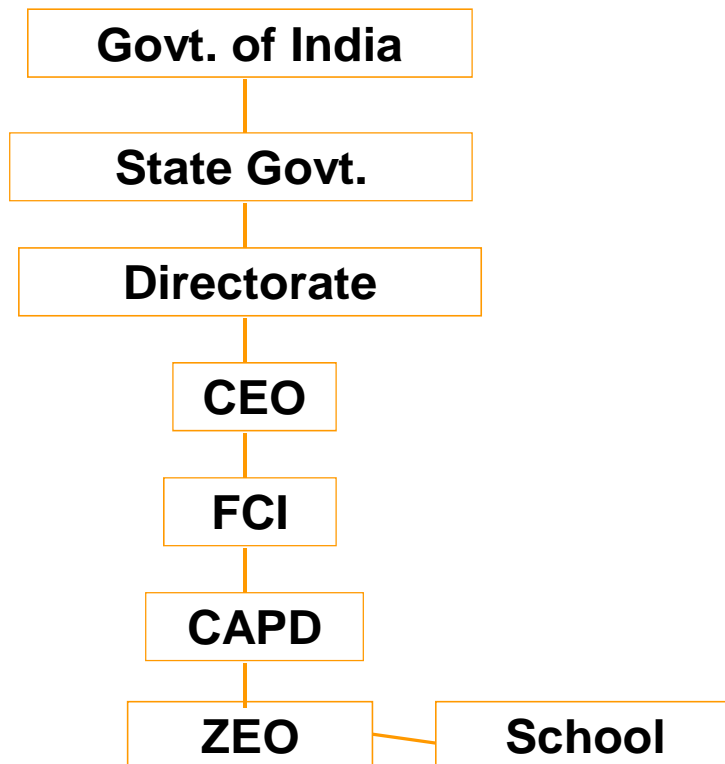 Govt. of India
State Govt.
Directorate
CEO
FCI
CAPD
ZEO
School